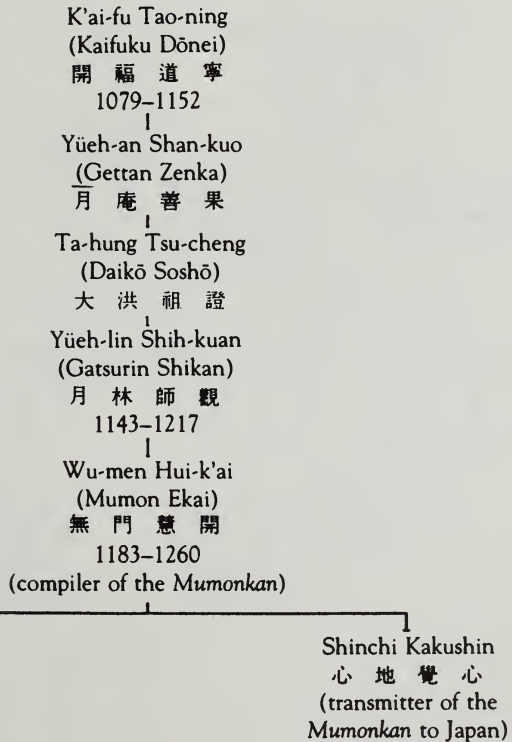 K'ai-fu Tao-ning
(Kaifuku Dōnei)
開 福 道 寧
1079–1152
Yüeh-an Shan-kuo
(Gettan Zenka)
月 庵 善 果
Ta-hung Tsu-cheng
(Daikō Soshō)
大 洪 祖 證
Yüeh-lin Shih-kuan
(Gatsurin Shikan)
月 林 師 觀
1143–1217
Wu-men Hui-k'ai
(Mumon Ekai)
無 門 慧 開
1183–1260
(compiler of the Mumonkan)
Shinchi Kakushin
心 地 覺 心
(transmitter of the
Mumonkan to Japan)